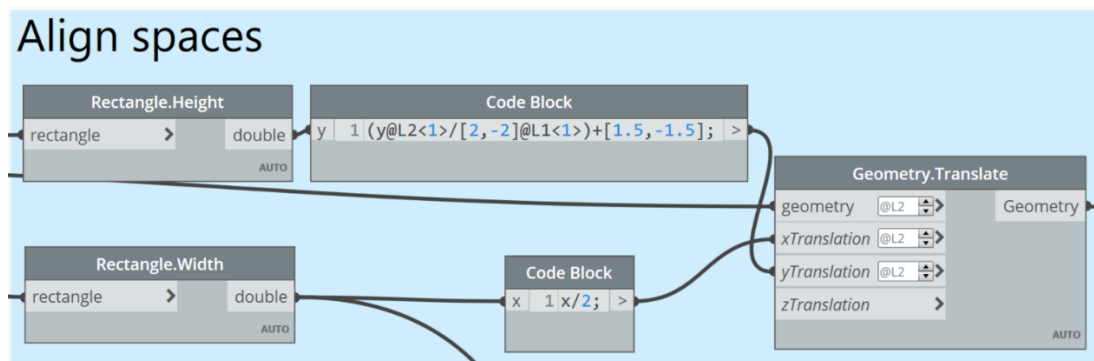 Align spaces
Rectangle.Height
rectangle > double
AUTO
Code Block
y 1 (y@L2<1>/[2,-2]@L1<1>)+[1.5,-1.5]; >
Geometry.Translate
geometry @L2 > Geometry
xTranslation @L2 >
yTranslation @L2 >
zTranslation >
AUTO
Rectangle.Width
rectangle > double
AUTO
Code Block
x 1 x/2; >